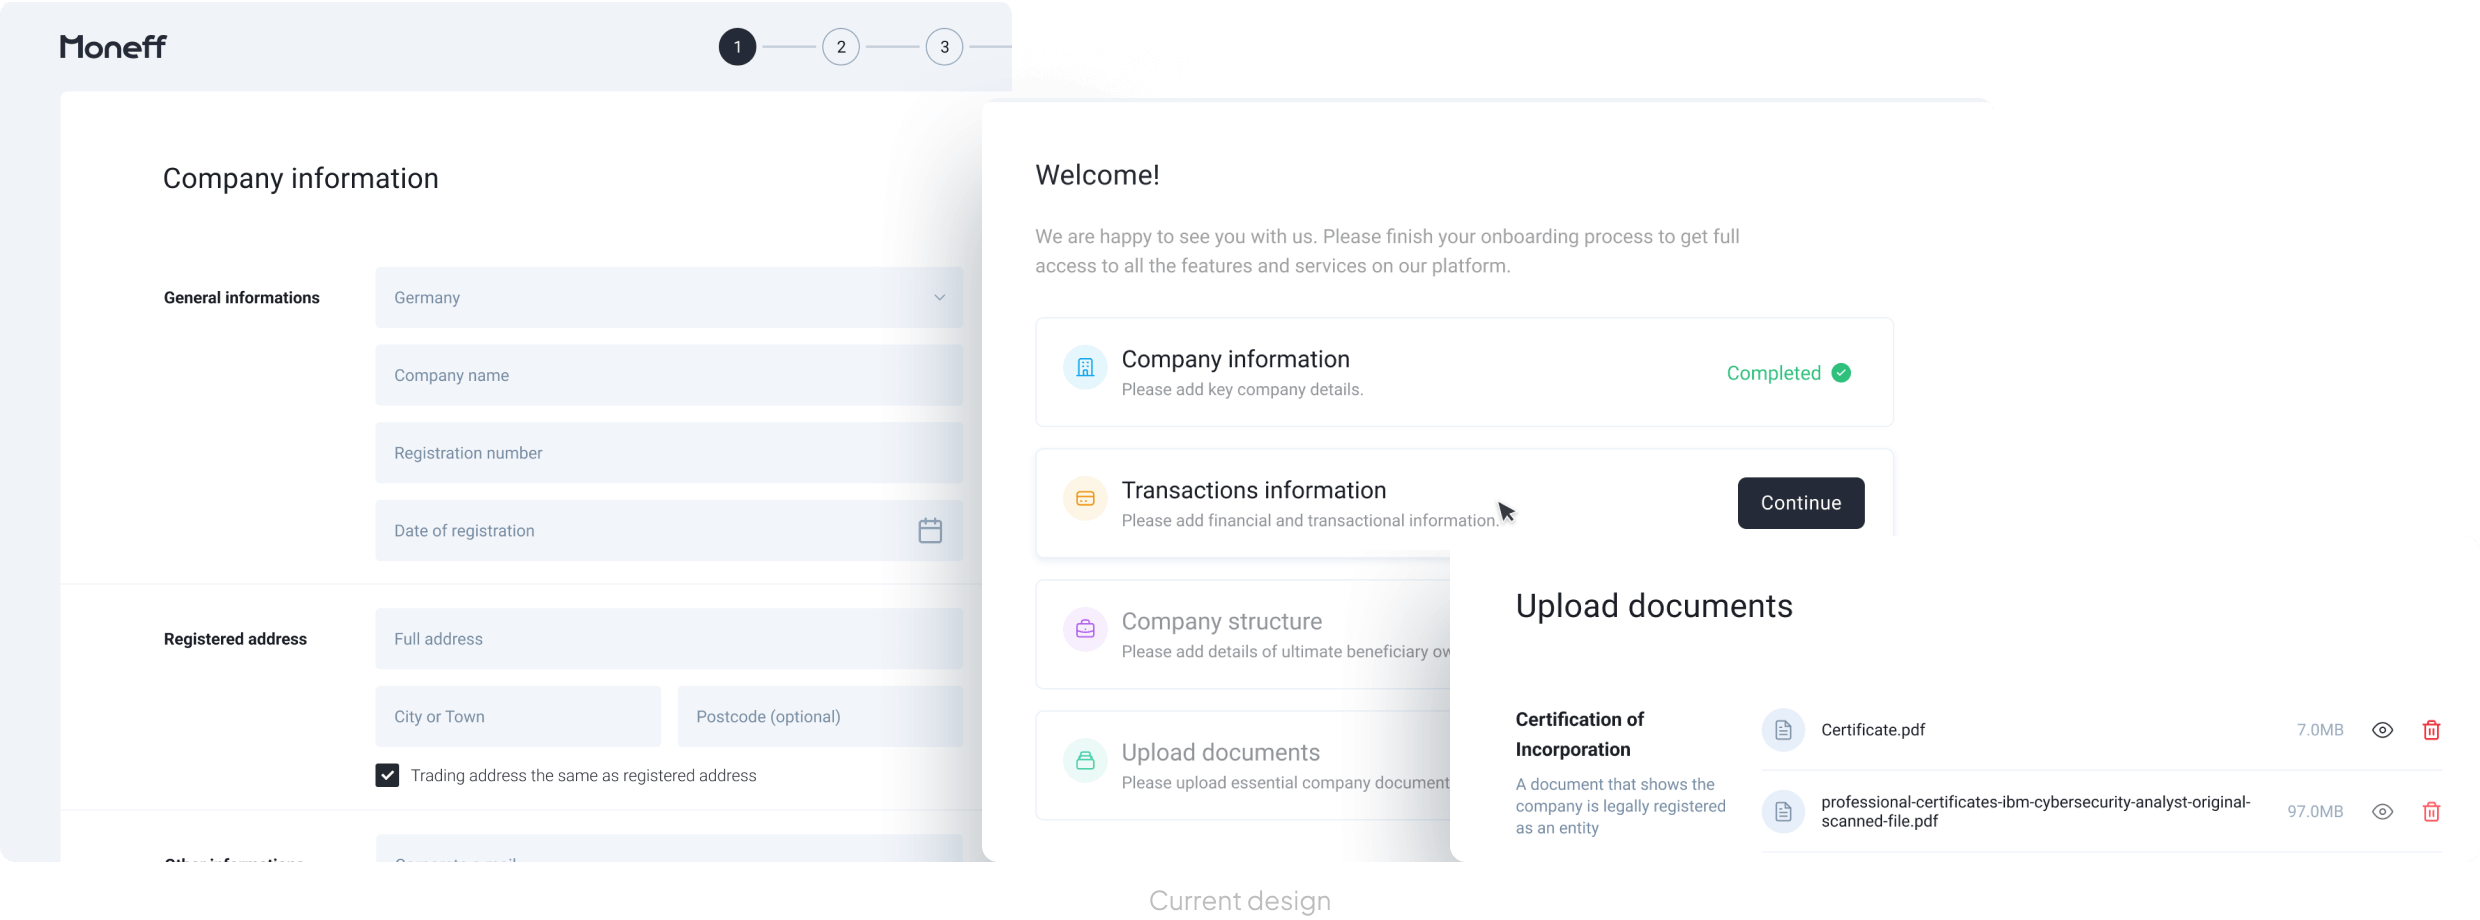 Moneff
1
2
3
Company information
General informations
Germany
Company name
Registration number
Date of registration
Registered address
Full address
City or Town
Postcode (optional)
Trading address the same as registered address
Other informations
Corporate e-mail
Welcome!
We are happy to see you with us. Please finish your onboarding process to get full
access to all the features and services on our platform.
Company information
Please add key company details.
Completed
Transactions information
Please add financial and transactional information.
Continue
Company structure
Please add details of ultimate beneficiary
Upload documents
Please upload essential company document
Upload documents
Certification of
Incorporation
A document that shows the
company is legally registered
as an entity
Certificate.pdf
7.0MB
professional-certificates-ibm-cybersecurity-analyst-original-
scanned-file.pdf
97.0MB
Current design